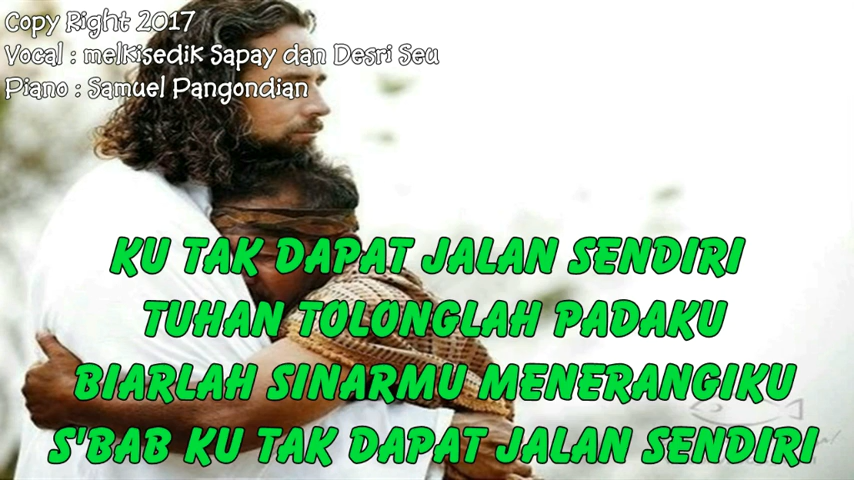 Copy Right 2017
Vocal : melkisedik Sapay dan Desri Seu
Piano : Samuel Pangondian
KU TAK DAPAT JALAN SENDIRI
TUHAN TOLONGLAH PADAKU
BIARLAH SINARMU MENERANGIKU
S'BAB KU TAK DAPAT JALAN SENDIRI